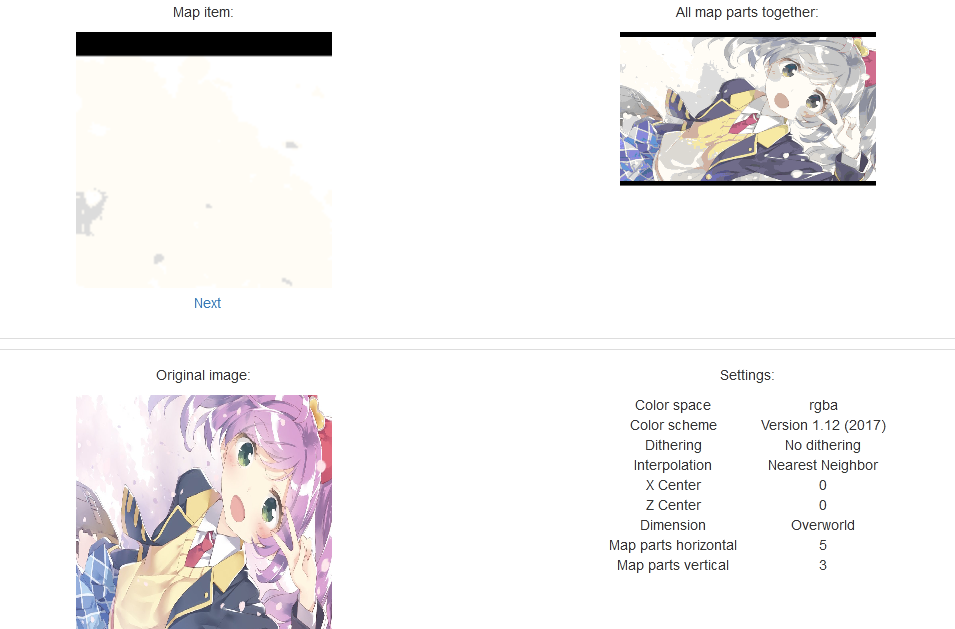 Map item:
All map parts together:
Next
Original image:
Settings:
Color space rgba
Color scheme Version 1.12 (2017)
Dithering No dithering
Interpolation Nearest Neighbor
X Center 0
Z Center 0
Dimension Overworld
Map parts horizontal 5
Map parts vertical 3